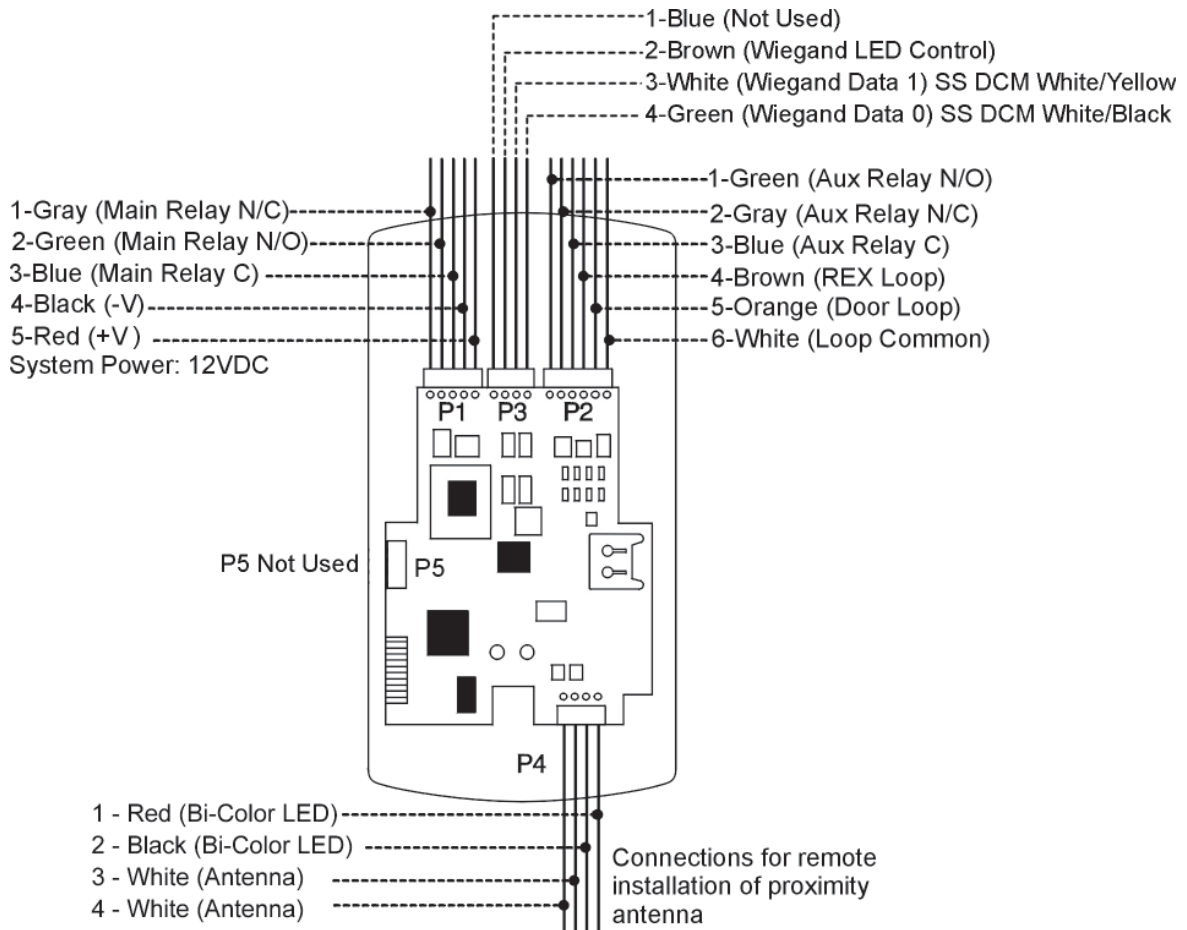 1-Blue (Not Used)
2-Brown (Wiegand LED Control)
3-White (Wiegand Data 1) SS DCM White/Yellow
4-Green (Wiegand Data 0) SS DCM White/Black
1-Gray (Main Relay N/C)
2-Green (Main Relay N/O)
3-Blue (Main Relay C)
4-Black (-V)
5-Red (+V )
System Power: 12VDC
1-Green (Aux Relay N/O)
2-Gray (Aux Relay N/C)
3-Blue (Aux Relay C)
4-Brown (REX Loop)
5-Orange (Door Loop)
6-White (Loop Common)
P1 P3 P2
P5 Not Used
P5
P4
1 - Red (Bi-Color LED)
2 - Black (Bi-Color LED)
3 - White (Antenna)
4 - White (Antenna)
Connections for remote
installation of proximity
antenna